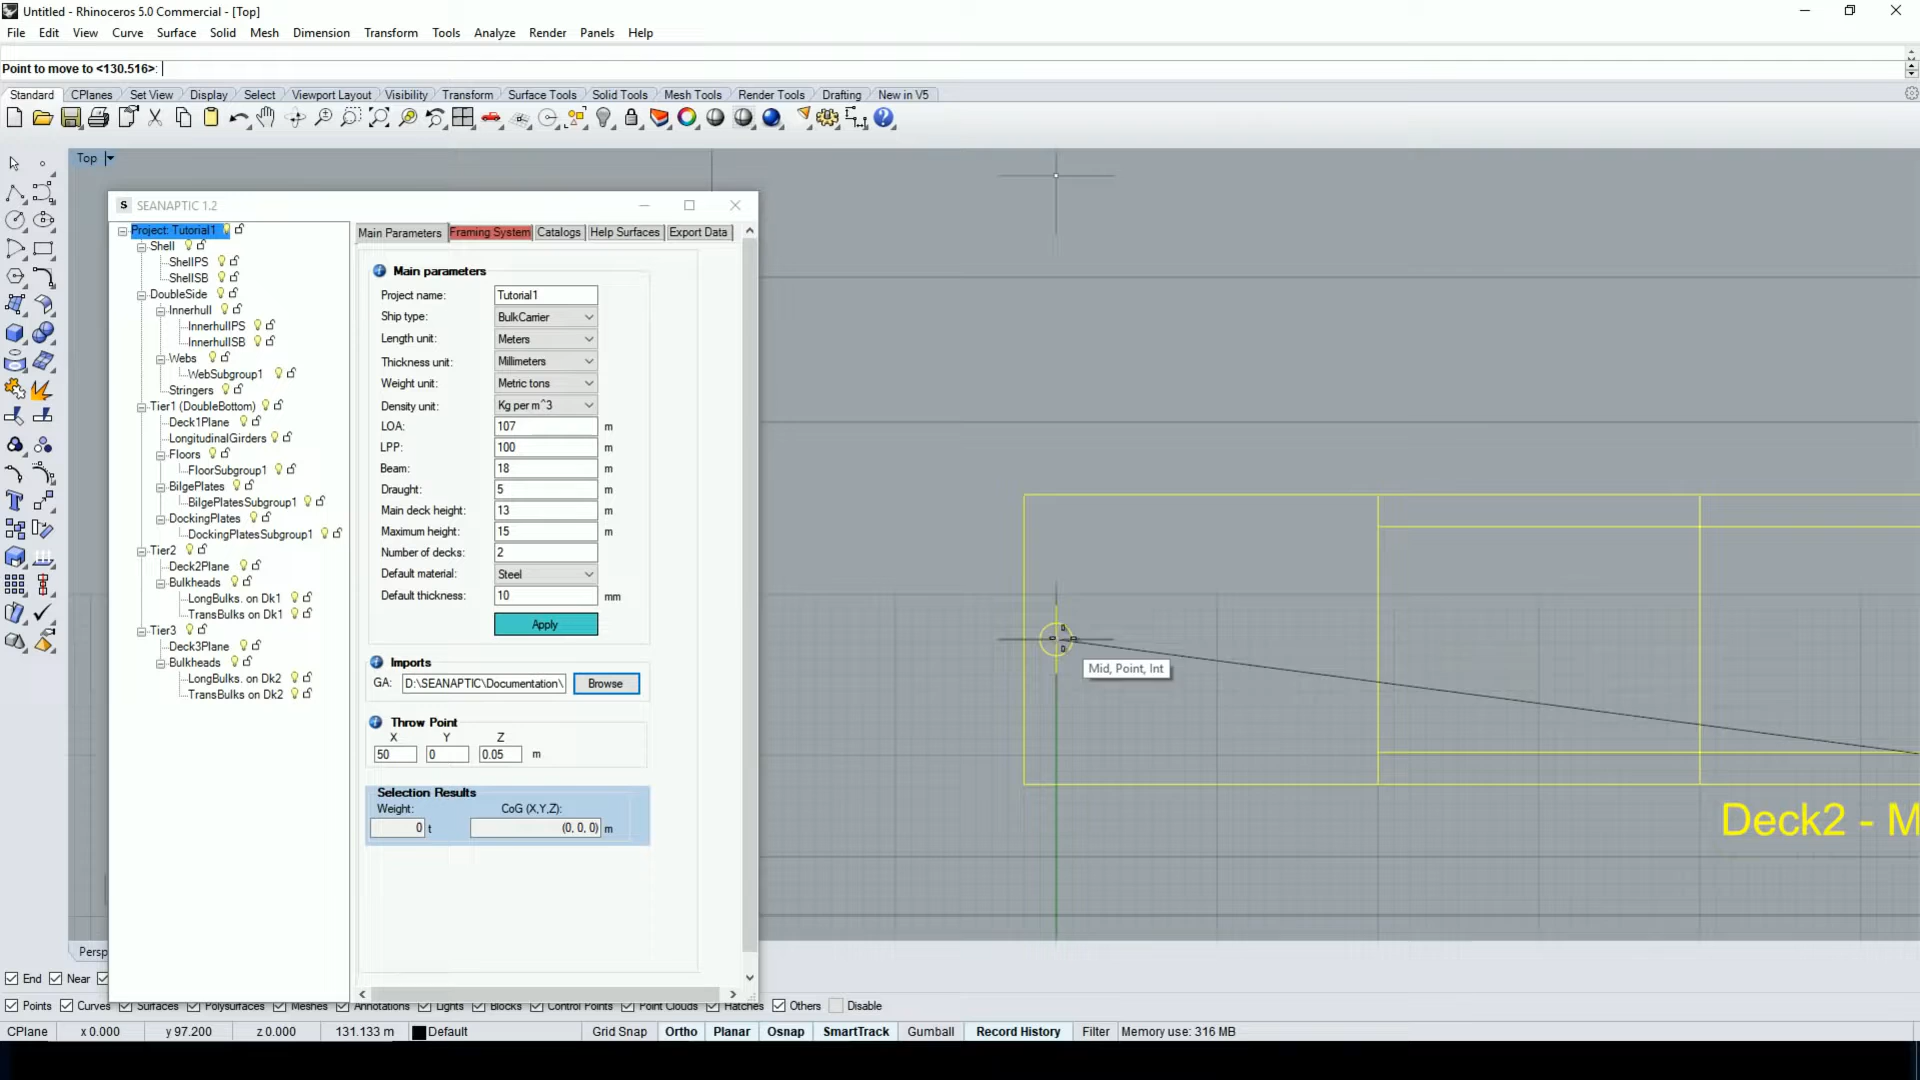 Untitled - Rhinoceros 5.0 Commercial - [Top]
File Edit View Curve Surface Solid Mesh Dimension Transform Tools Analyze Render Panels Help
Point to move to <130.516>:
Standard CPlanes Set View Display Select Viewport Layout Visibility Transform Surface Tools Solid Tools Mesh Tools Render Tools Drafting New in V5
Top
S SEANAPTIC 1.2
Project: Tutorial1
Shell
ShellPS
ShellSB
DoubleSide
Innerhull
InnerhullPS
InnerhullSB
Webs
WebSubgroup1
Stringers
Tier1 (DoubleBottom)
Deck1Plane
LongitudinalGirders
Floors
FloorSubgroup1
BilgePlates
BilgePlatesSubgroup1
DockingPlates
DockingPlatesSubgroup1
Tier2
Deck2Plane
Bulkheads
LongBulks. on Dk1
TransBulks on Dk1
Tier3
Deck3Plane
Bulkheads
LongBulks. on Dk2
TransBulks on Dk2
Main Parameters Framing System Catalogs Help Surfaces Export Data
Main parameters
Project name: Tutorial1
Ship type: BulkCarrier
Length unit: Meters
Thickness unit: Millimeters
Weight unit: Metric tons
Density unit: Kg per m^3
LOA: 107 m
LPP: 100 m
Beam: 18 m
Draught: 5 m
Main deck height: 13 m
Maximum height: 15 m
Number of decks: 2
Default material: Steel
Default thickness: 10 mm
Apply
Imports
GA: D:\SEANAPTIC\Documentation\ Browse
Throw Point
X Y Z
50 0 0.05 m
Selection Results
Weight: CoG (X,Y,Z):
0 t (0, 0, 0) m
Mid, Point, Int
Deck2 - M
Persp
End Near
Points Curves Surfaces Polysurfaces Meshes Annotations Lights Blocks Control Points Point Clouds Hatches Others Disable
CPlane x 0.000 y 97.200 z 0.000 131.133 m Default Grid Snap Ortho Planar Osnap SmartTrack Gumball Record History Filter Memory use: 316 MB